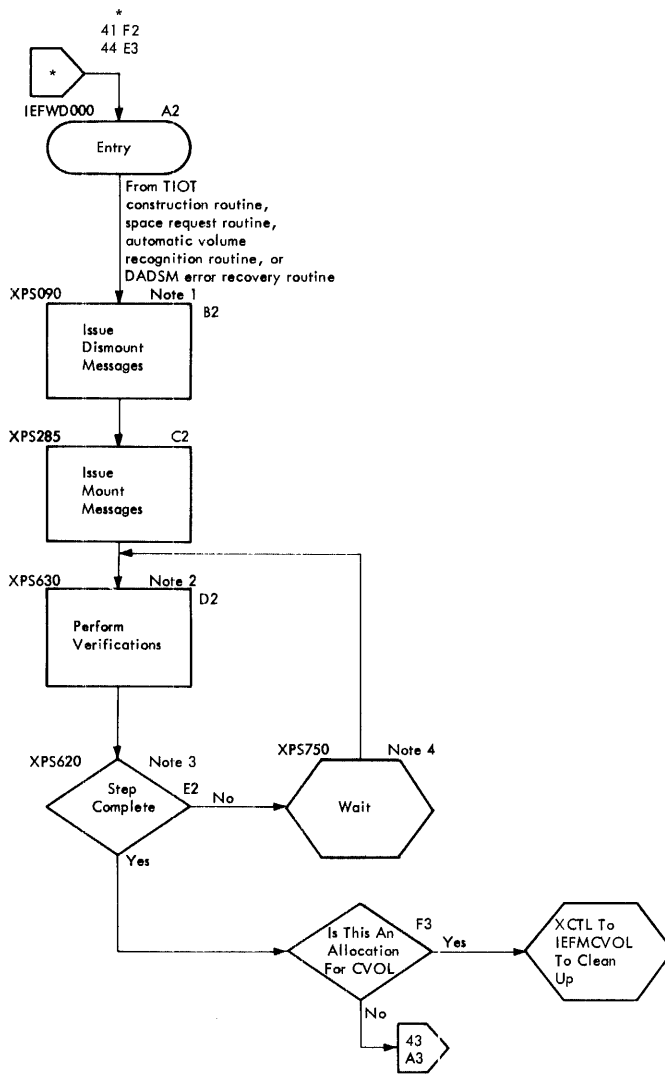 *
41 F2
44 E3
*
IEFWD000
A2
Entry
From TIOT
construction routine,
space request routine,
automatic volume
recognition routine, or
DADSM error recovery routine
XPS090
Note 1
B2
Issue
Dismount
Messages
XPS285
C2
Issue
Mount
Messages
XPS630
Note 2
D2
Perform
Verifications
XPS620
Note 3
E2
Step
Complete
No
XPS750
Note 4
Wait
Yes
F3
Is This An
Allocation
For CVOL
Yes
XCTL To
IEFMCVOL
To Clean
Up
No
43
A3